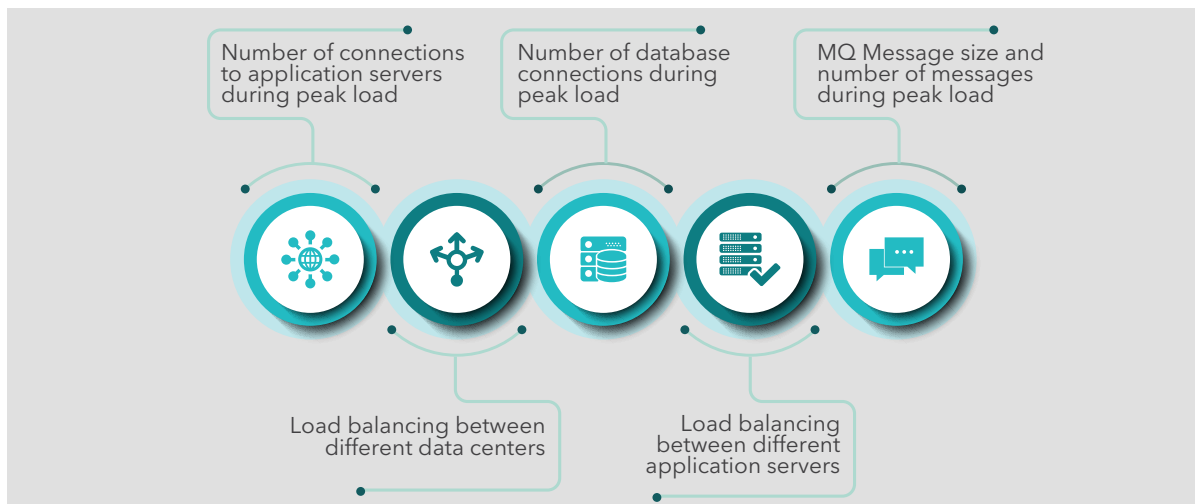 Number of connections
to application servers
during peak load
Number of database
connections during
peak load
MQ Message size and
number of messages
during peak load
Load balancing between
different data centers
Load balancing
between different
application servers